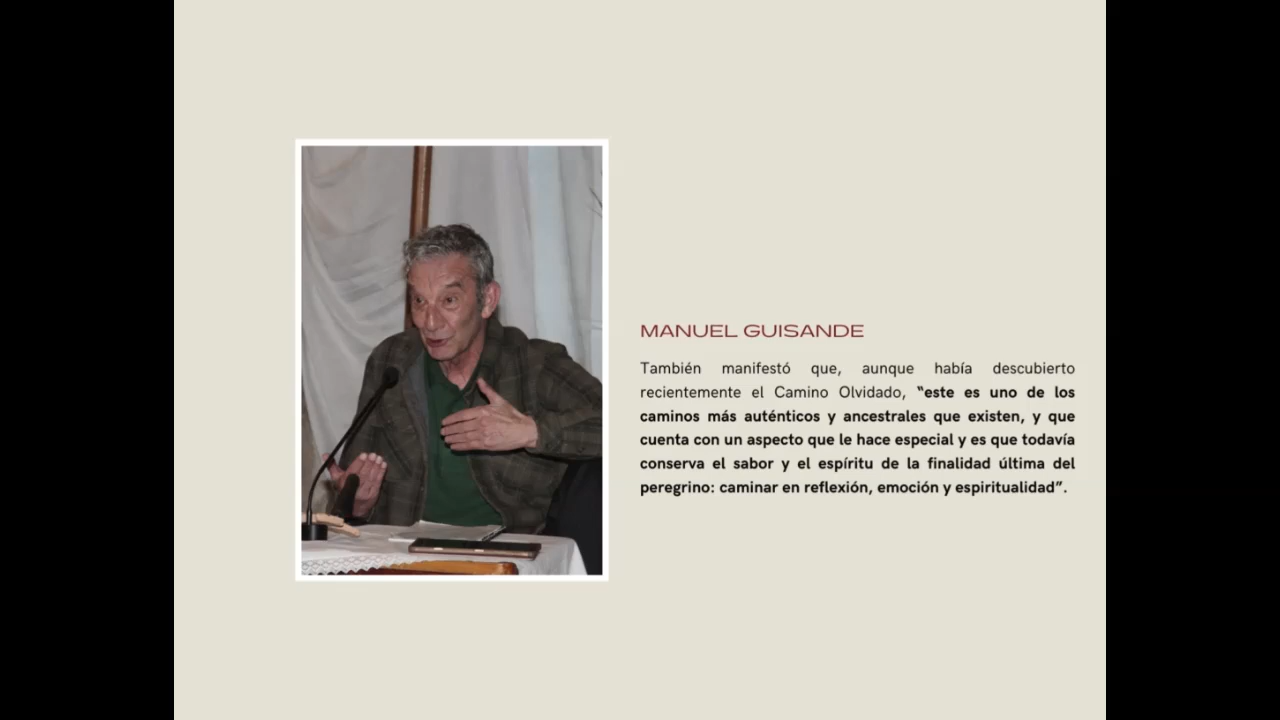 MANUEL GUISANDE
También manifestó que, aunque había descubierto
recientemente el Camino Olvidado, “este es uno de los
caminos más auténticos y ancestrales que existen, y que
cuenta con un aspecto que le hace especial y es que todavía
conserva el sabor y el espíritu de la finalidad última del
peregrino: caminar en reflexión, emoción y espiritualidad”.